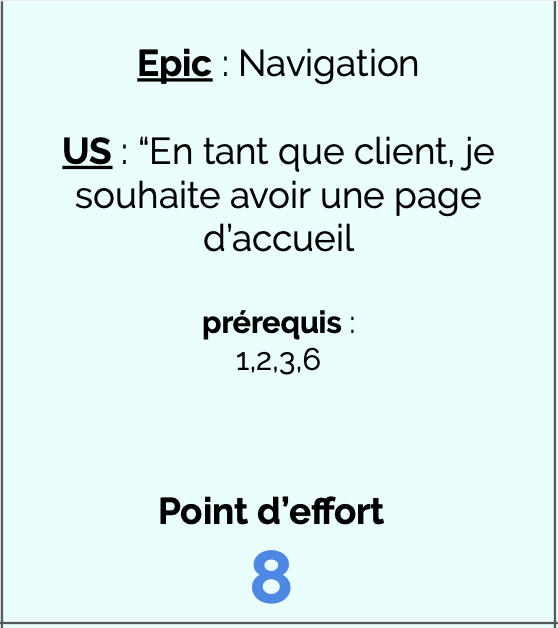 Epic : Navigation
US : “En tant que client, je
souhaite avoir une page
d’accueil
prérequis :
1,2,3,6
Point d’effort
8